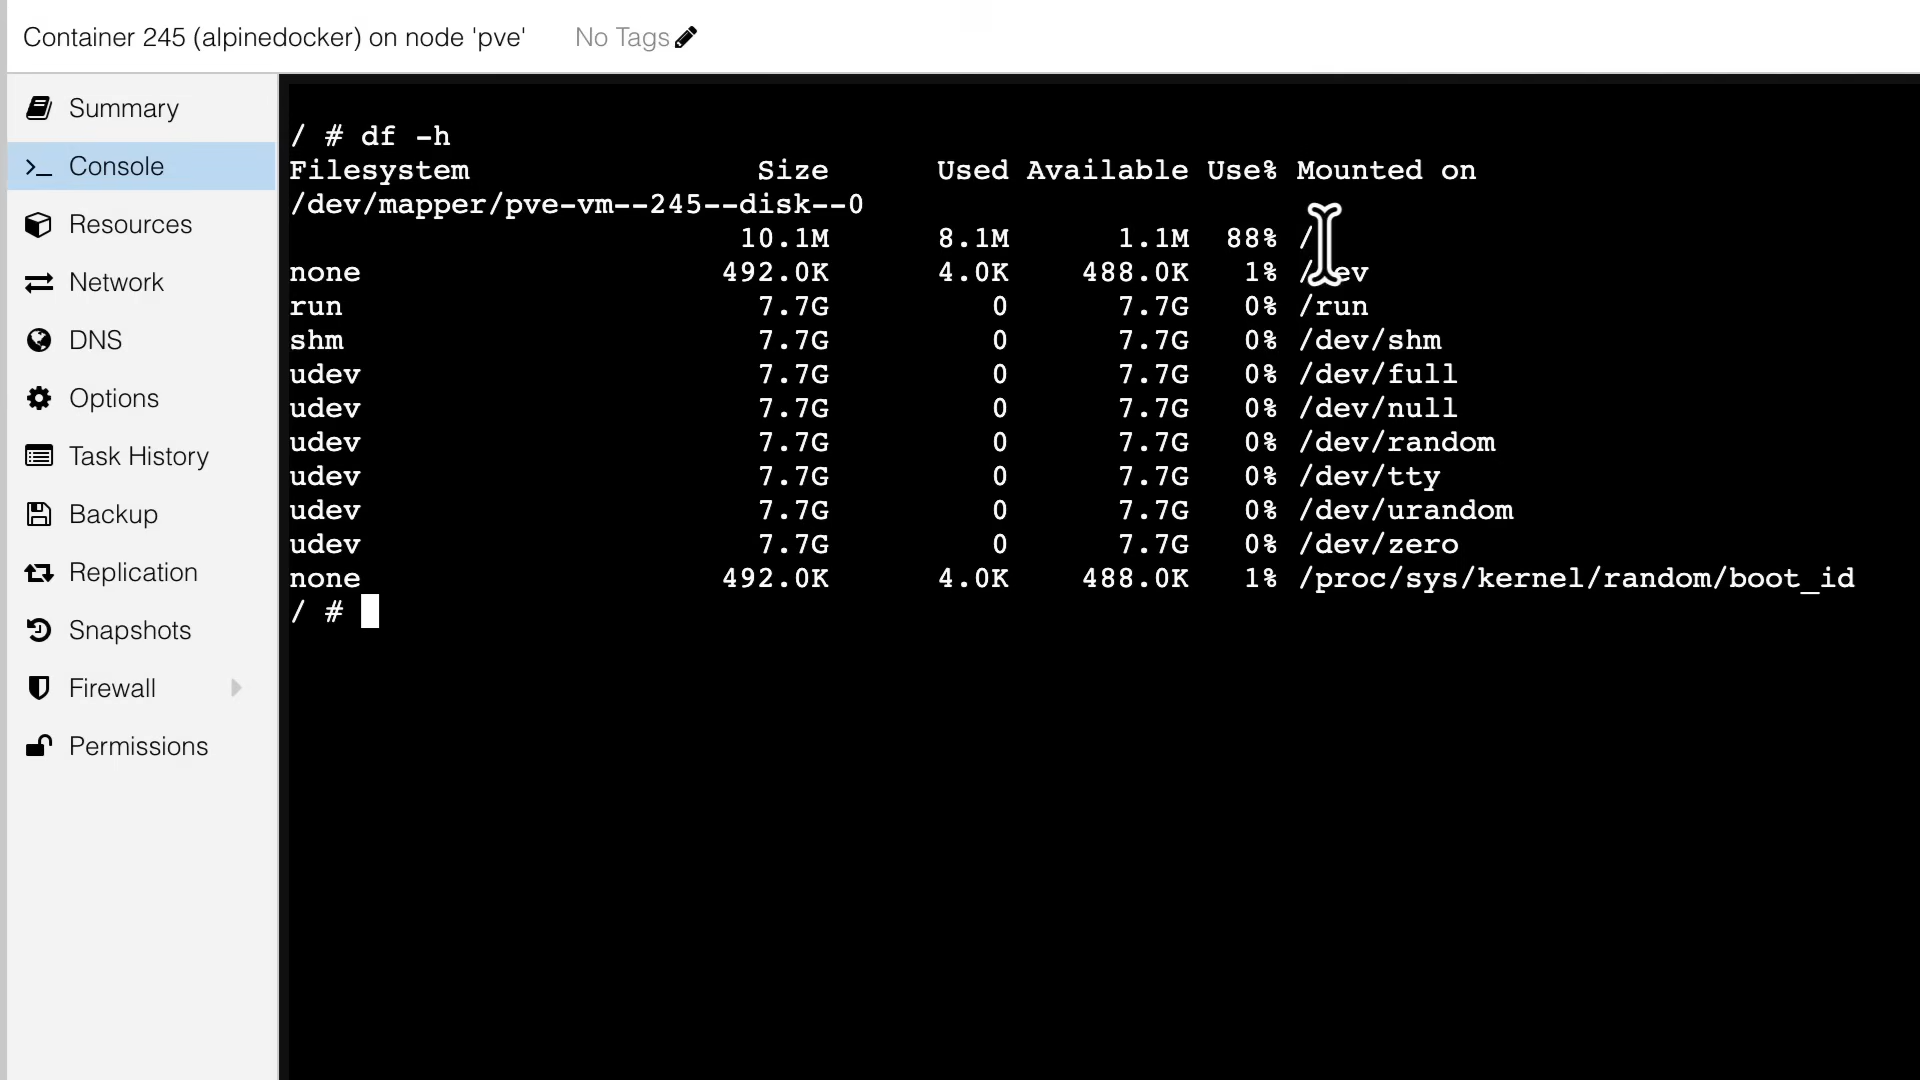 Container 245 (alpinedocker) on node 'pve' No Tags
Summary
Console
Resources
Network
DNS
Options
Task History
Backup
Replication
Snapshots
Firewall
Permissions
/ # df -h
Filesystem Size Used Available Use% Mounted on
/dev/mapper/pve-vm--245--disk--0
10.1M 8.1M 1.1M 88% /
none 492.0K 4.0K 488.0K 1% /dev
run 7.7G 0 7.7G 0% /run
shm 7.7G 0 7.7G 0% /dev/shm
udev 7.7G 0 7.7G 0% /dev/full
udev 7.7G 0 7.7G 0% /dev/null
udev 7.7G 0 7.7G 0% /dev/random
udev 7.7G 0 7.7G 0% /dev/tty
udev 7.7G 0 7.7G 0% /dev/urandom
udev 7.7G 0 7.7G 0% /dev/zero
none 492.0K 4.0K 488.0K 1% /proc/sys/kernel/random/boot_id
/ #